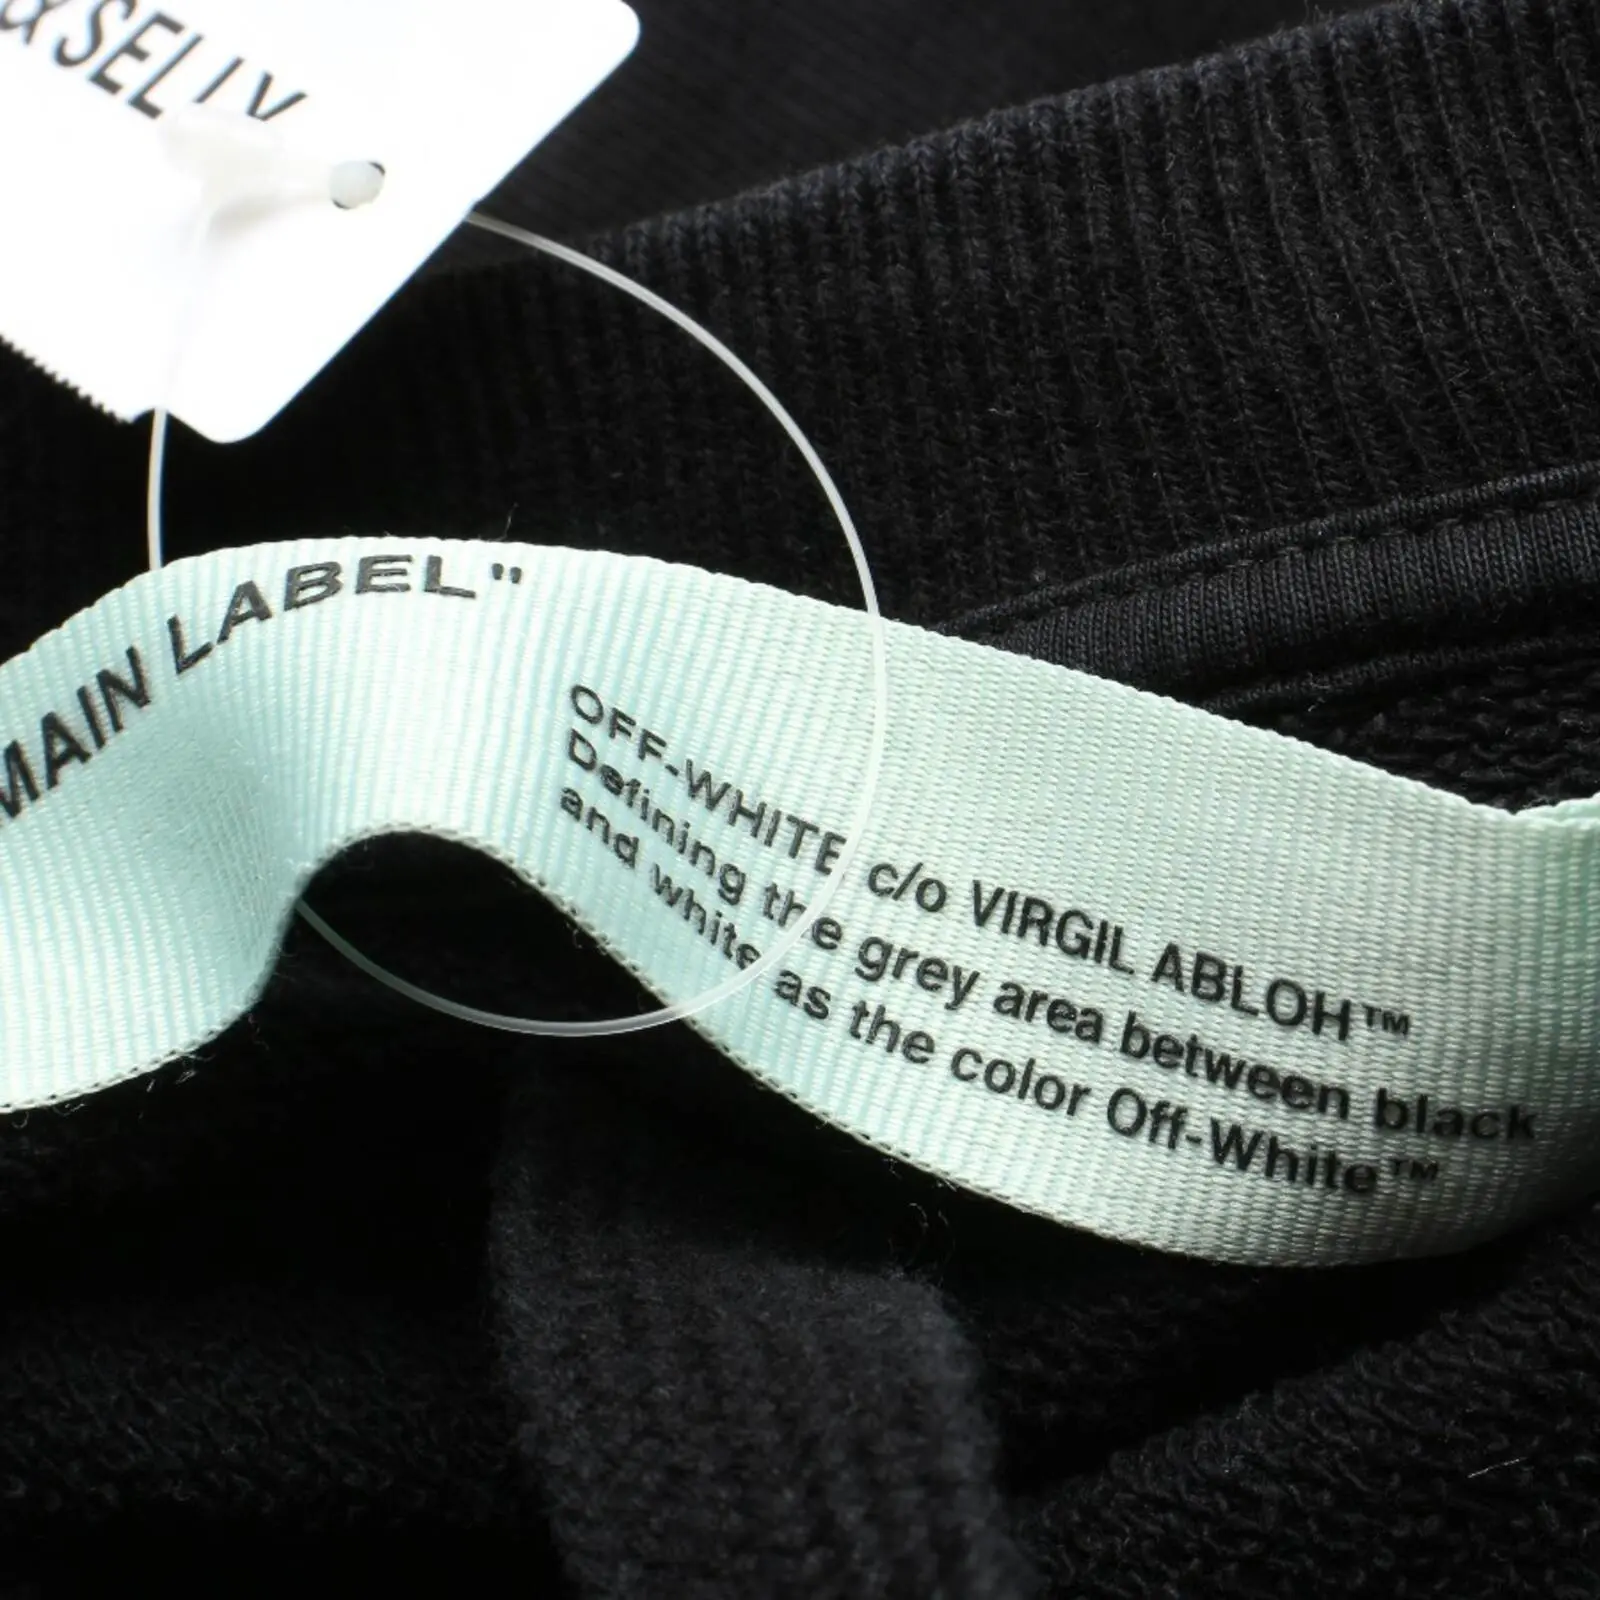 &SELLY
MAIN LABEL"
OFF-WHITE c/o VIRGIL ABLOH™
Defining the grey area between black
and white as the color Off-White™